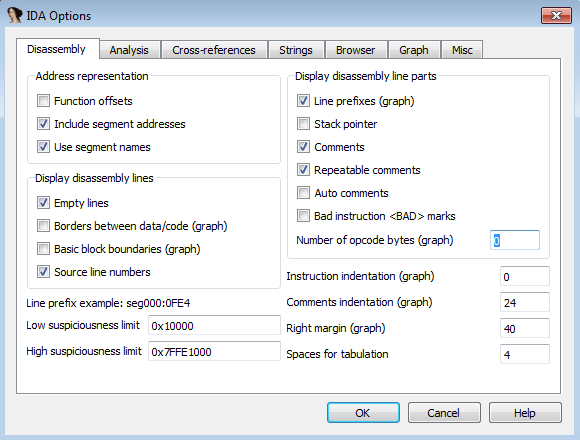 IDA Options
Disassembly Analysis Cross-references Strings Browser Graph Misc
Address representation
Function offsets
Include segment addresses
Use segment names
Display disassembly lines
Empty lines
Borders between data/code (graph)
Basic block boundaries (graph)
Source line numbers
Line prefix example: seg000:0FE4
Low suspiciousness limit 0x10000
High suspiciousness limit 0x7FFE1000
Display disassembly line parts
Line prefixes (graph)
Stack pointer
Comments
Repeatable comments
Auto comments
Bad instruction <BAD> marks
Number of opcode bytes (graph) 0
Instruction indentation (graph) 0
Comments indentation (graph) 24
Right margin (graph) 40
Spaces for tabulation 4
OK Cancel Help